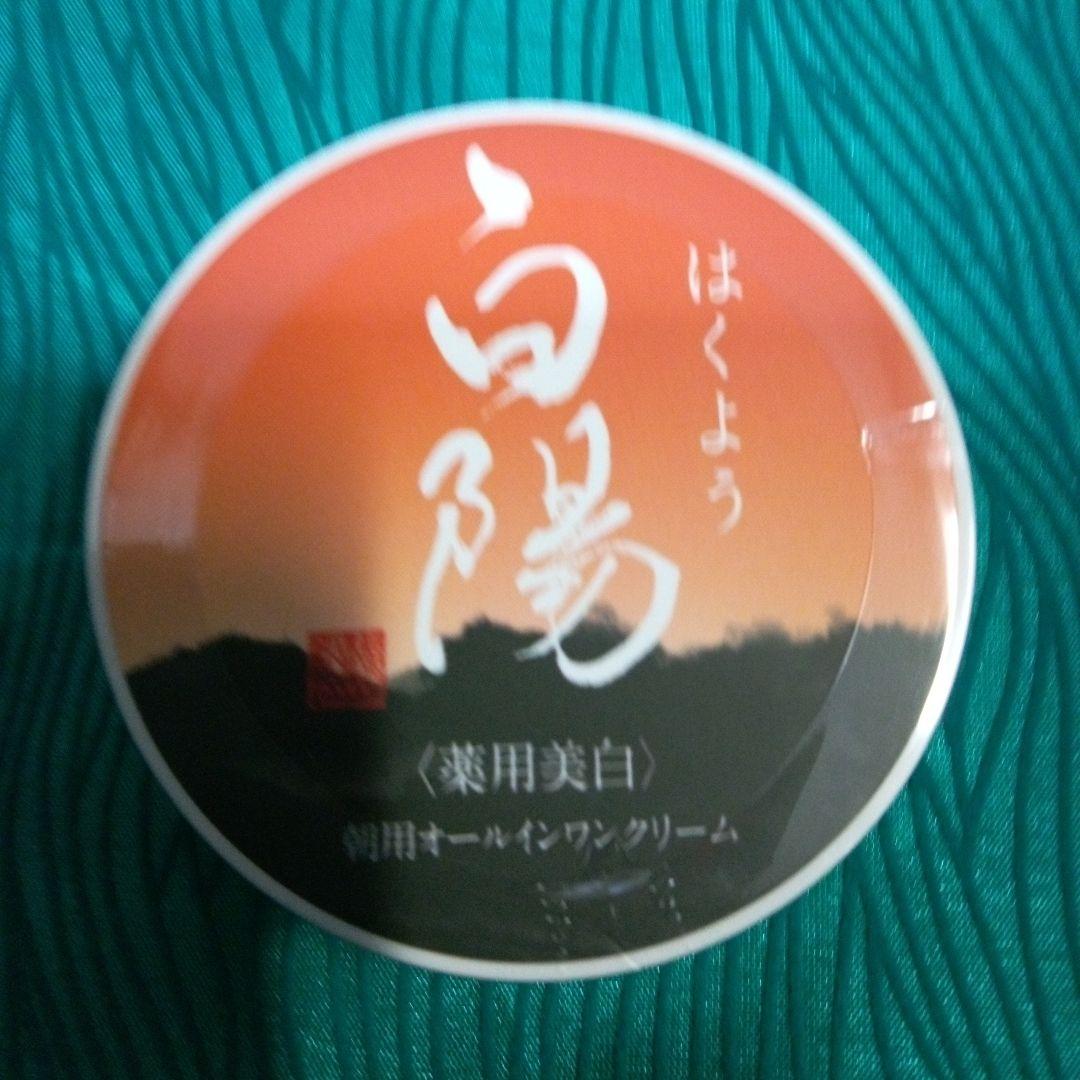 白陽
はくよう
〈薬用美白〉
朝用オールインワンクリーム